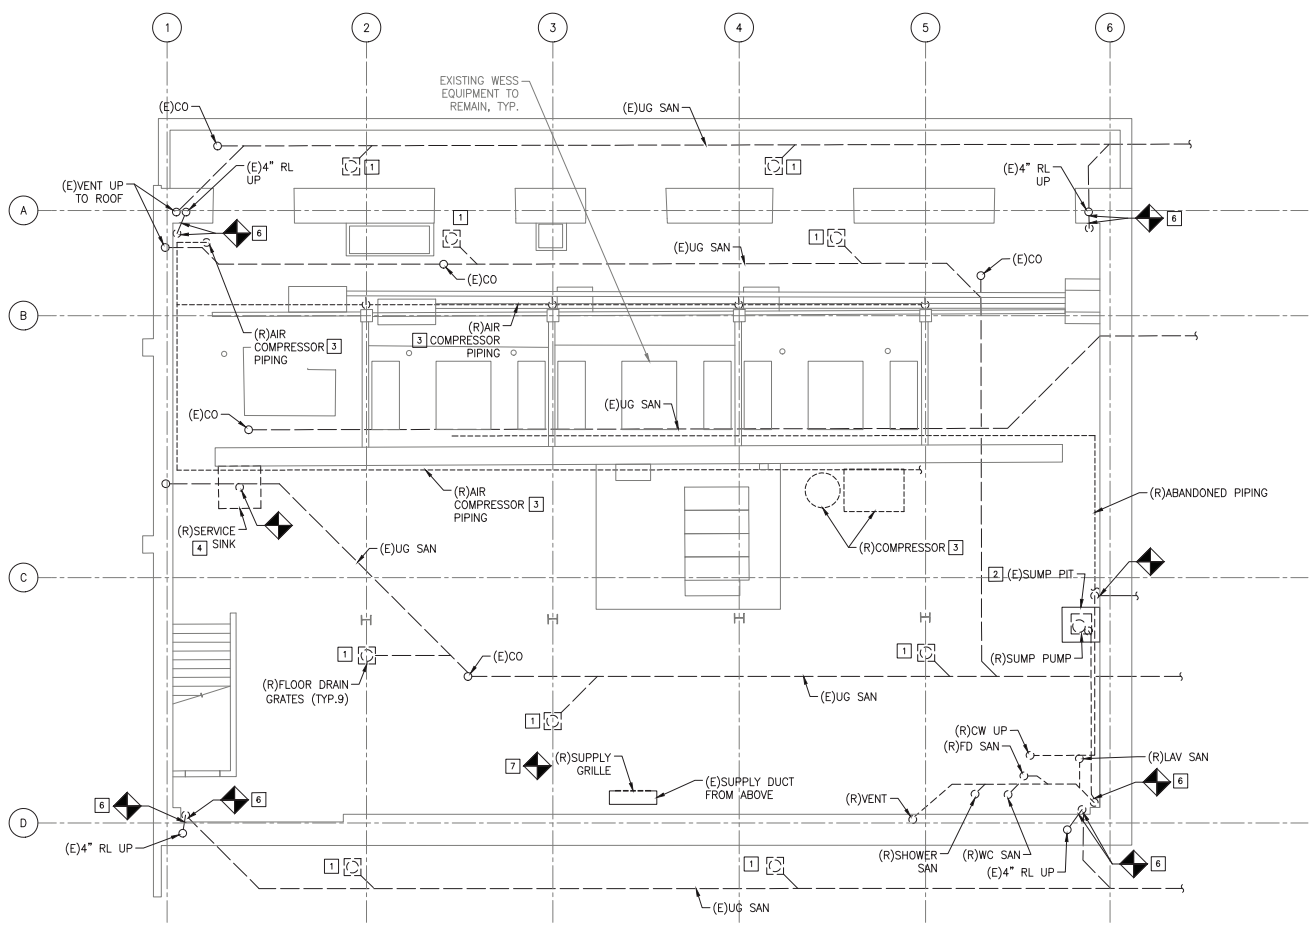 1
2
3
4
5
6
EXISTING WESS
EQUIPMENT TO
REMAIN, TYP.
(E)CO
(E)UG SAN
1
1
(E)4" RL
UP
(E)4" RL
UP
(E)VENT UP
TO ROOF
A
1
6
6
1
(E)UG SAN
(E)CO
(E)CO
B
(R)AIR
COMPRESSOR 3
PIPING
(R)AIR
3 COMPRESSOR
PIPING
(E)CO
(E)UG SAN
(R)AIR
COMPRESSOR 3
PIPING
(R)ABANDONED PIPING
(R)SERVICE
4 SINK
(E)UG SAN
(R)COMPRESSOR 3
C
2 (E)SUMP PIT
1
(E)CO
1
(R)SUMP PUMP
(R)FLOOR DRAIN
GRATES (TYP.9)
(E)UG SAN
1
(R)CW UP
(R)FD SAN
(R)LAV SAN
7
(R)SUPPLY
GRILLE
(E)SUPPLY DUCT
FROM ABOVE
6
6
6
(R)VENT
D
(E)4" RL UP
(R)SHOWER
SAN
(R)WC SAN
(E)4" RL UP
6
1
1
(E)UG SAN